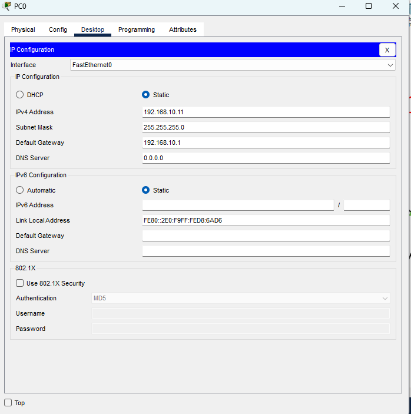 PC0
Physical Config Desktop Programming Attributes
IP Configuration X
Interface FastEthernet0
IP Configuration
DHCP Static
IPv4 Address 192.168.10.11
Subnet Mask 255.255.255.0
Default Gateway 192.168.10.1
DNS Server 0.0.0.0
IPv6 Configuration
Automatic Static
IPv6 Address /
Link Local Address FE80::2E0:F9FF:FED8:6AD6
Default Gateway
DNS Server
802.1X
Use 802.1X Security
Authentication MD5
Username
Password
Top